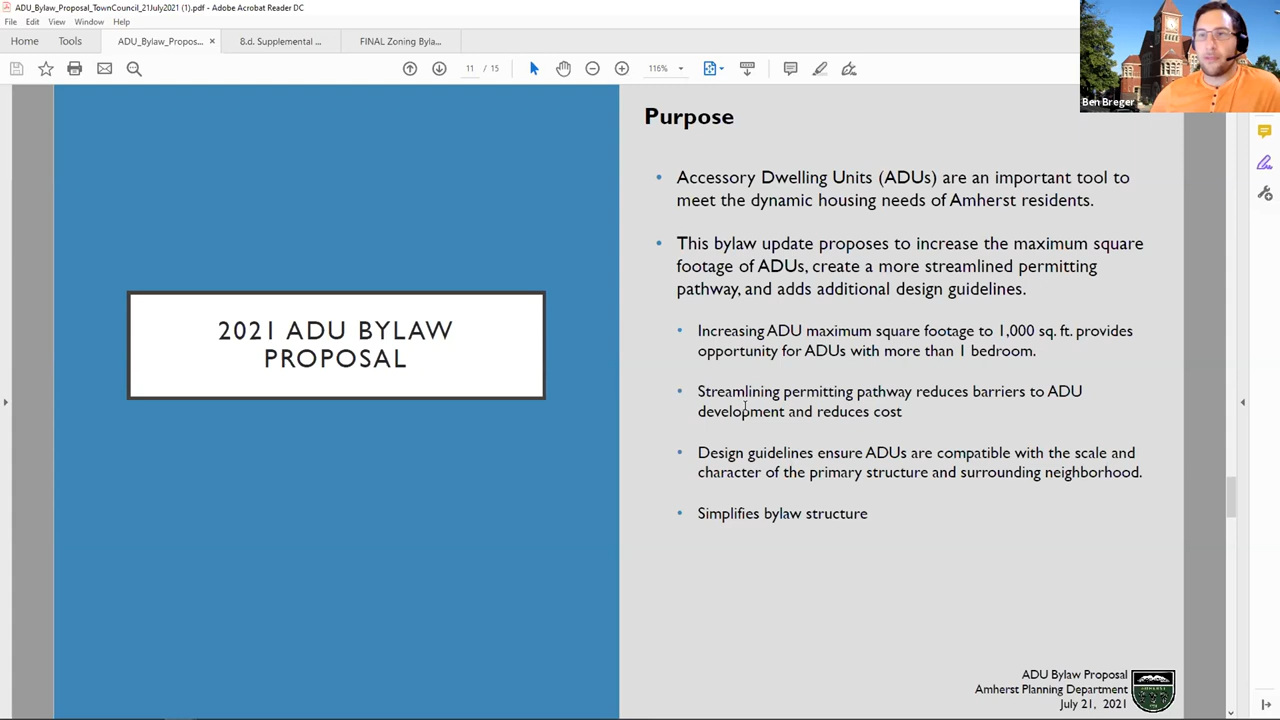 ADU_Bylaw_Proposal_TownCouncil_21July2021 (1).pdf - Adobe Acrobat Reader DC
File Edit View Window Help
Home Tools ADU_Bylaw_Propos... × 8.d. Supplemental ... FINAL Zoning Byla...
11 / 15 116%
Ben Breger
Purpose
• Accessory Dwelling Units (ADUs) are an important tool to
meet the dynamic housing needs of Amherst residents.
• This bylaw update proposes to increase the maximum square
footage of ADUs, create a more streamlined permitting
pathway, and adds additional design guidelines.
2021 ADU BYLAW
PROPOSAL
• Increasing ADU maximum square footage to 1,000 sq. ft. provides
opportunity for ADUs with more than 1 bedroom.
• Streamlining permitting pathway reduces barriers to ADU
development and reduces cost
• Design guidelines ensure ADUs are compatible with the scale and
character of the primary structure and surrounding neighborhood.
• Simplifies bylaw structure
ADU Bylaw Proposal
Amherst Planning Department
July 21, 2021